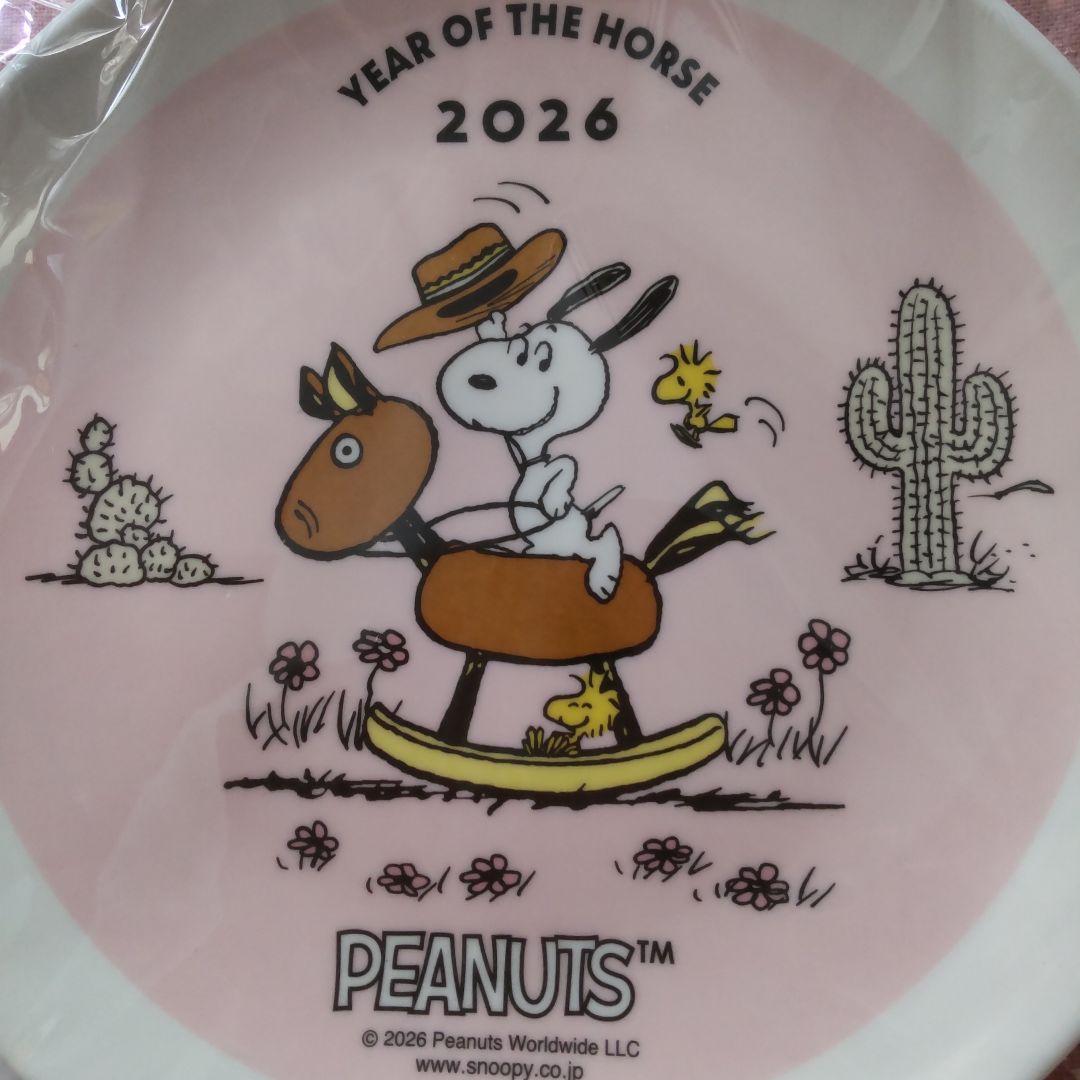 YEAR OF THE HORSE
2026
PEANUTS™
© 2026 Peanuts Worldwide LLC
www.snoopy.co.jp